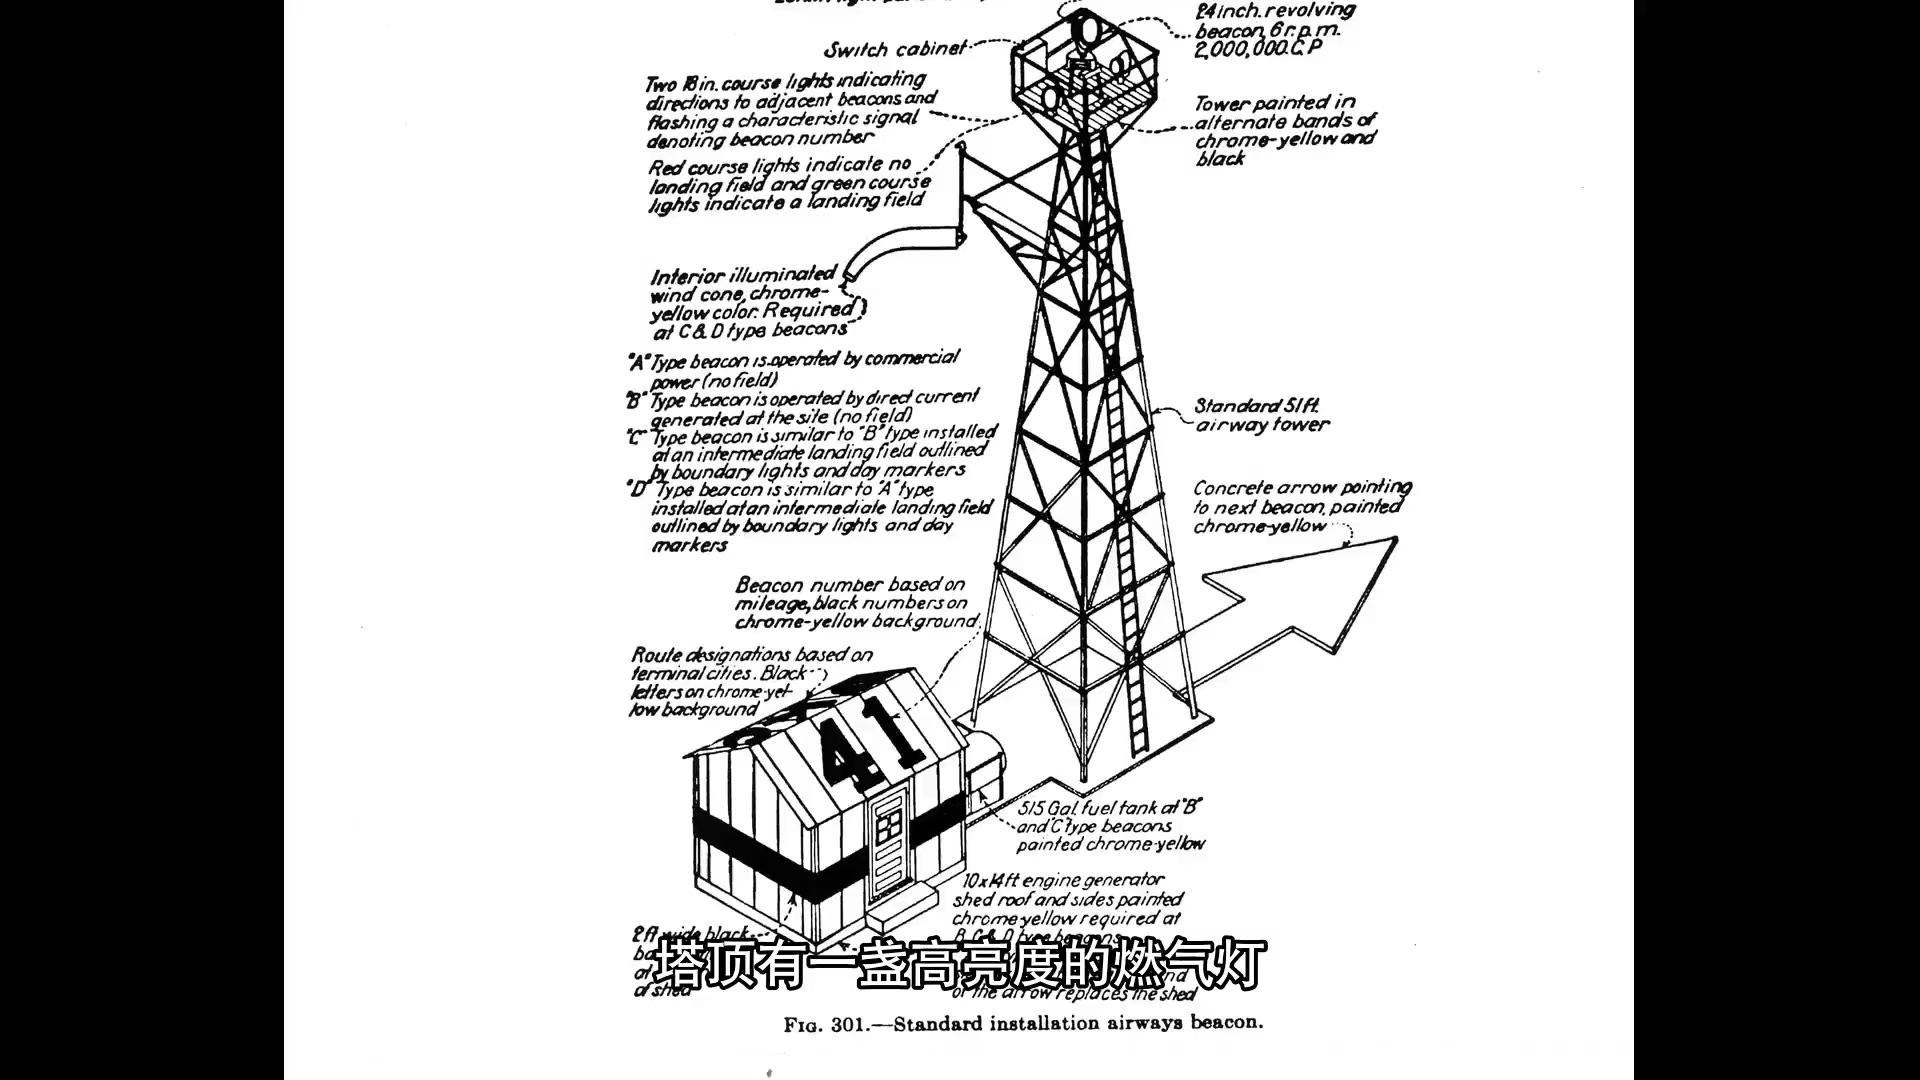 Switch cabinet
24 inch. revolving
beacon, 6 r.p.m.
2,000,000 C.P
Two 18 in. course lights indicating
directions to adjacent beacons and
flashing a characteristic signal
denoting beacon number
Tower painted in
alternate bands of
chrome-yellow and
black
Red course lights indicate no
landing field and green course
lights indicate a landing field
Interior illuminated
wind cone, chrome-
yellow color. Required
at C & D type beacons
"A" Type beacon is operated by commercial
power (no field)
"B" Type beacon is operated by direct current
generated at the site (no field)
"C" Type beacon is similar to "B" type installed
at an intermediate landing field outlined
by boundary lights and day markers
"D" Type beacon is similar to "A" type
installed at an intermediate landing field
outlined by boundary lights and day
markers
Standard 51 ft.
airway tower
Concrete arrow pointing
to next beacon, painted
chrome-yellow
Beacon number based on
mileage, black numbers on
chrome-yellow background
Route designations based on
terminal cities. Black
letters on chrome-yel-
low background
41
515 Gal. fuel tank at "B"
and "C" Type beacons
painted chrome-yellow
10x14 ft engine generator
shed roof and sides painted
chrome yellow required at
B, C & D type beacons
2 ft wide black
of shed
of the arrow replaces the shed
塔顶有一盏高亮度的燃气灯
FIG. 301.—Standard installation airways beacon.